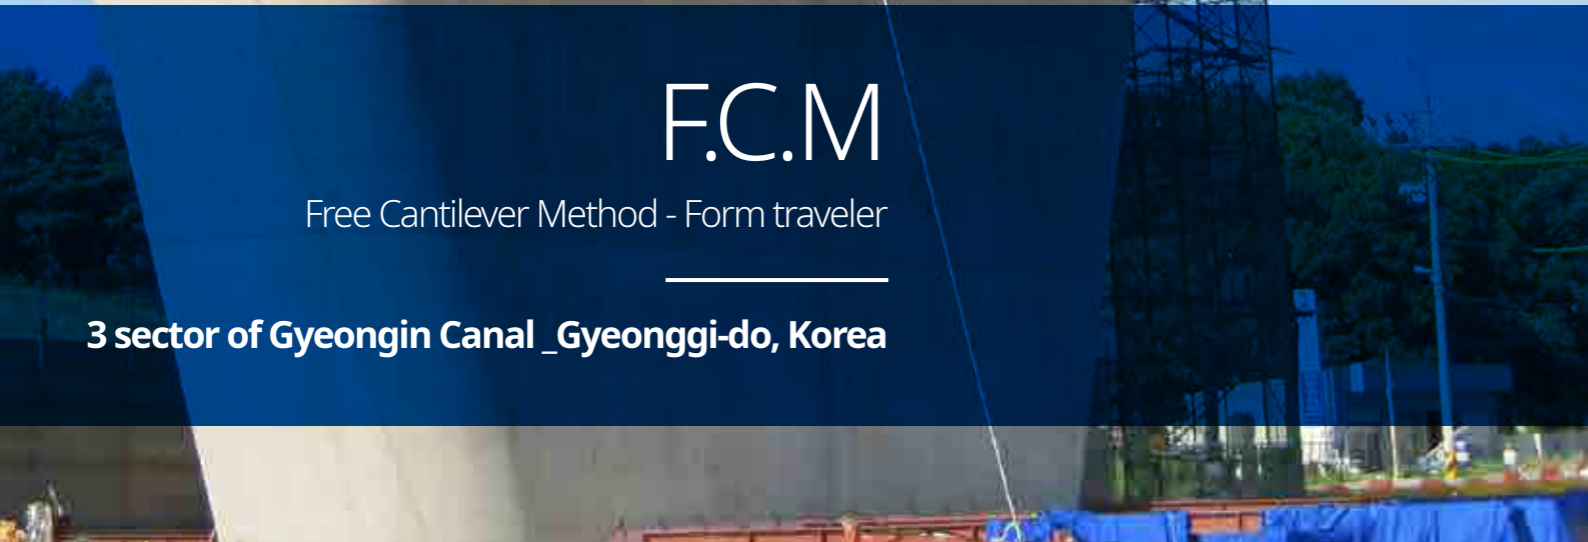 F.C.M
Free Cantilever Method - Form traveler
3 sector of Gyeongin Canal _Gyeonggi-do, Korea